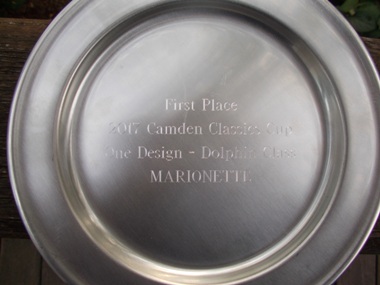 First Place
2017 Camden Classics Cup
One Design - Dolphin Class
MARIONETTE